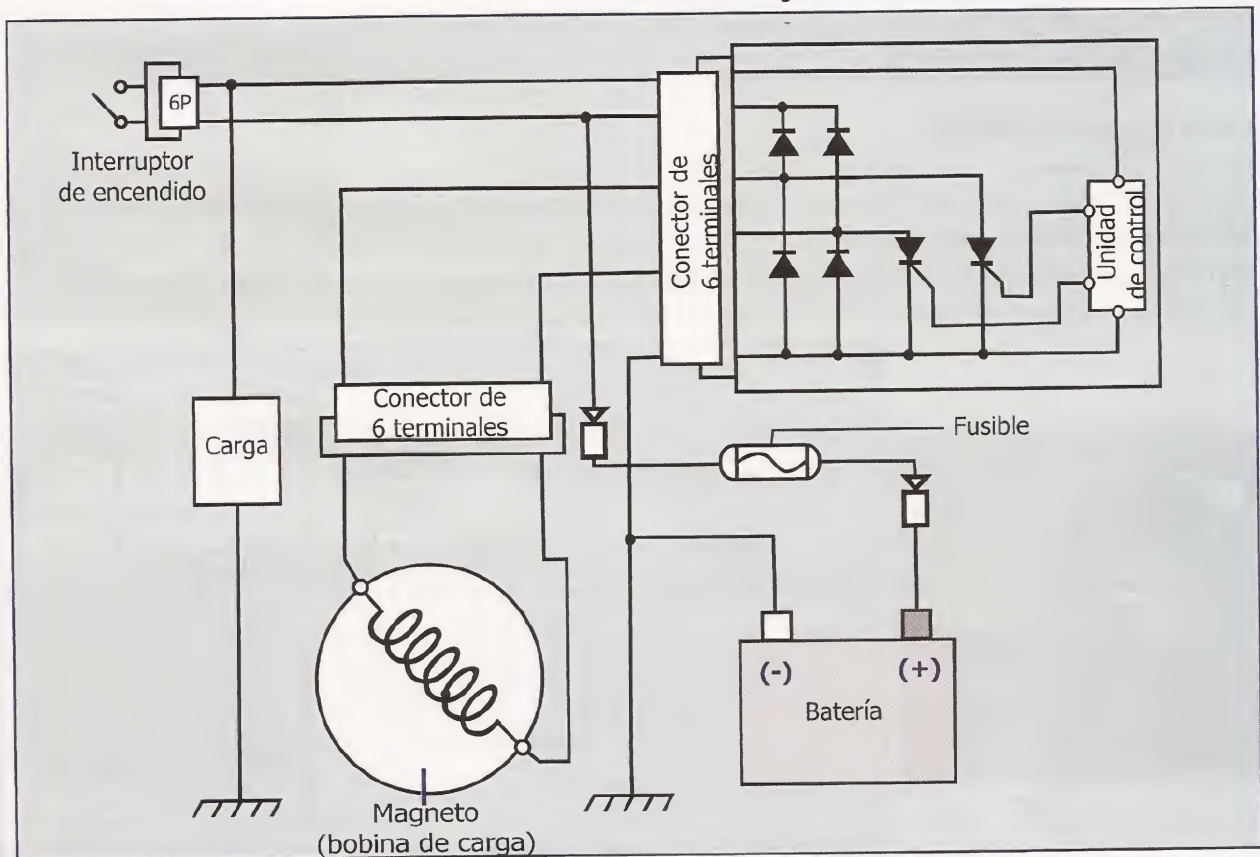 6P
Interruptor
de encendido
Conector de
6 terminales
Unidad
de control
Carga
Conector de
6 terminales
Fusible
(-)
(+)
Batería
Magneto
(bobina de carga)